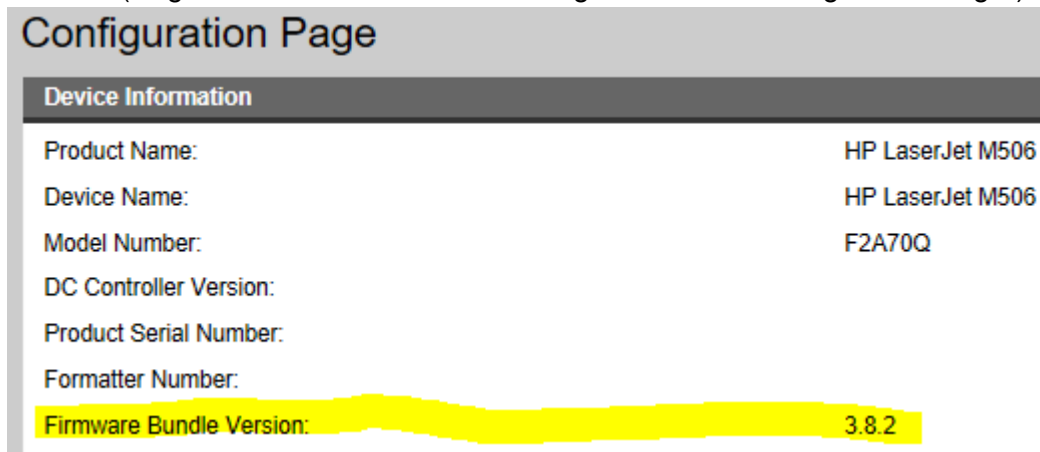 Configuration Page
Device Information
Product Name: HP LaserJet M506
Device Name: HP LaserJet M506
Model Number: F2A70Q
DC Controller Version:
Product Serial Number:
Formatter Number:
Firmware Bundle Version: 3.8.2